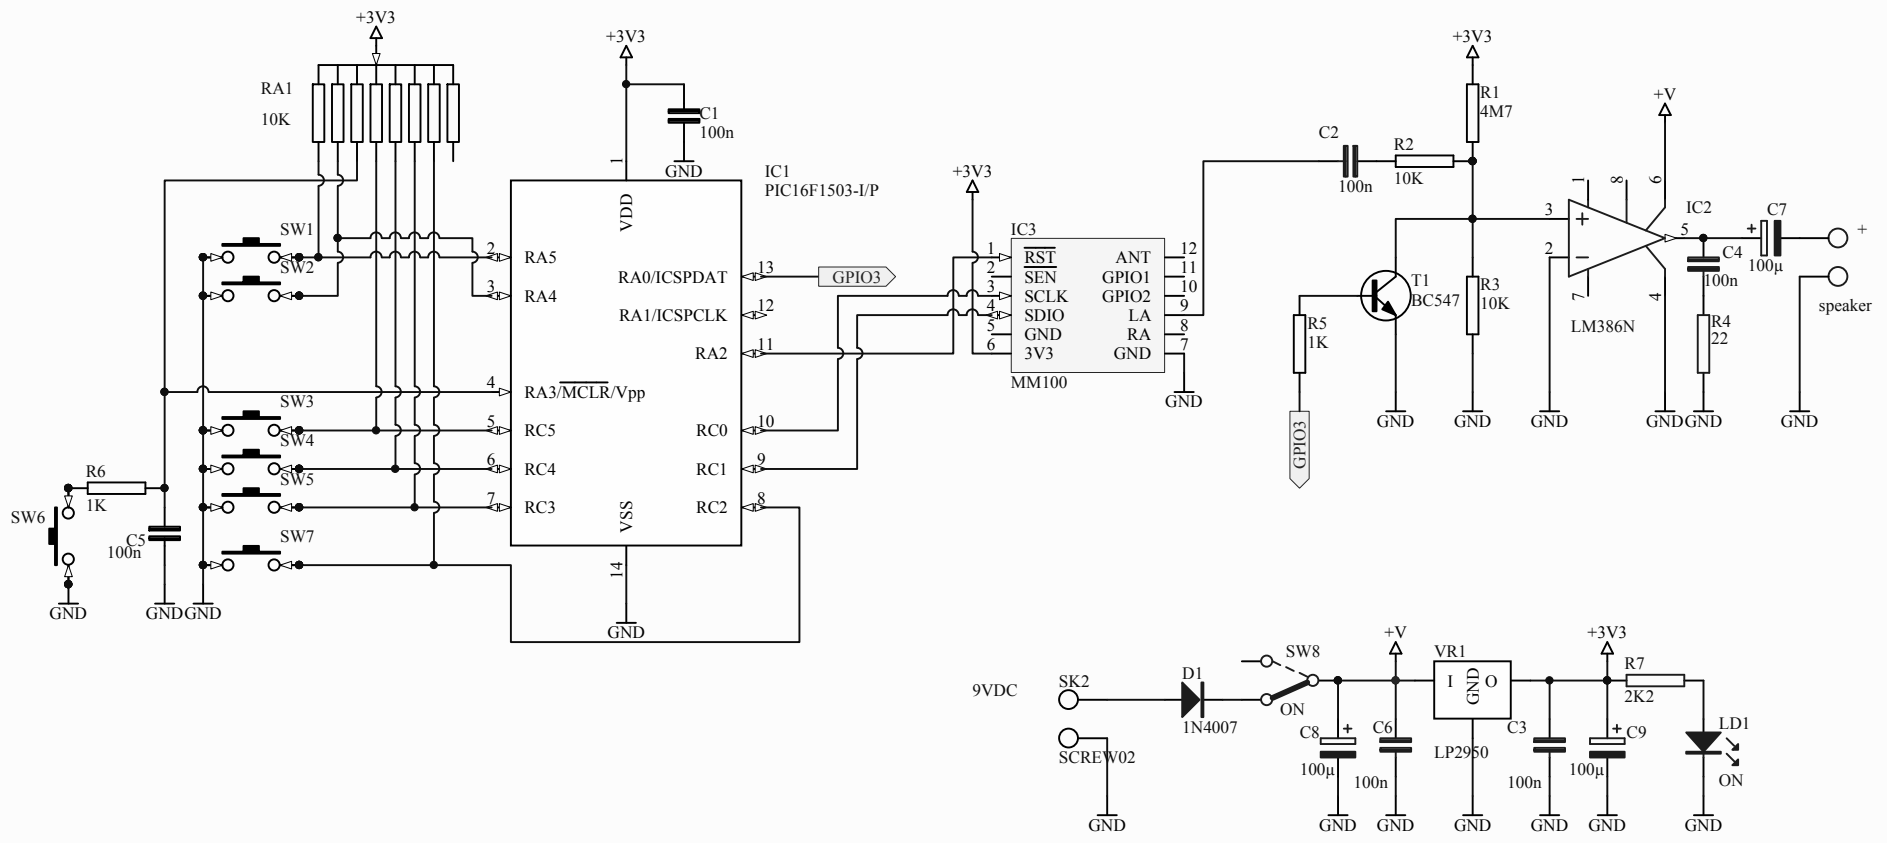 +3V3
RA1
10K
+3V3
C1
100n
GND
1
VDD
IC1
PIC16F1503-I/P
SW1
SW2
2
RA5
3
RA4
4
RA3/MCLR/Vpp
SW3
5
RC5
SW4
6
RC4
SW5
7
RC3
SW7
R6
1K
SW6
C5
100n
GND
GND
GND
RA0/ICSPDAT
13
GPIO3
RA1/ICSPCLK
12
RA2
11
RC0
10
RC1
9
RC2
8
VSS
14
GND
+3V3
IC3
1
RST
2
SEN
3
SCLK
4
SDIO
5
GND
6
3V3
ANT
12
GPIO1
11
GPIO2
10
LA
9
RA
8
GND
7
MM100
GND
C2
100n
R2
10K
+3V3
R1
4M7
T1
BC547
R5
1K
GPIO3
R3
10K
GND
GND
+V
1
8
6
3
+
2
−
7
4
5
IC2
LM386N
GND
GND
C4
100n
R4
22
GND
C7
+
100µ
+
speaker
GND
9VDC
SK2
SCREW02
GND
D1
1N4007
SW8
ON
C8
+
100µ
GND
+V
C6
100n
GND
VR1
I
GND
O
LP2950
GND
C3
100n
GND
+3V3
+
C9
100µ
GND
R7
2K2
LD1
ON
GND